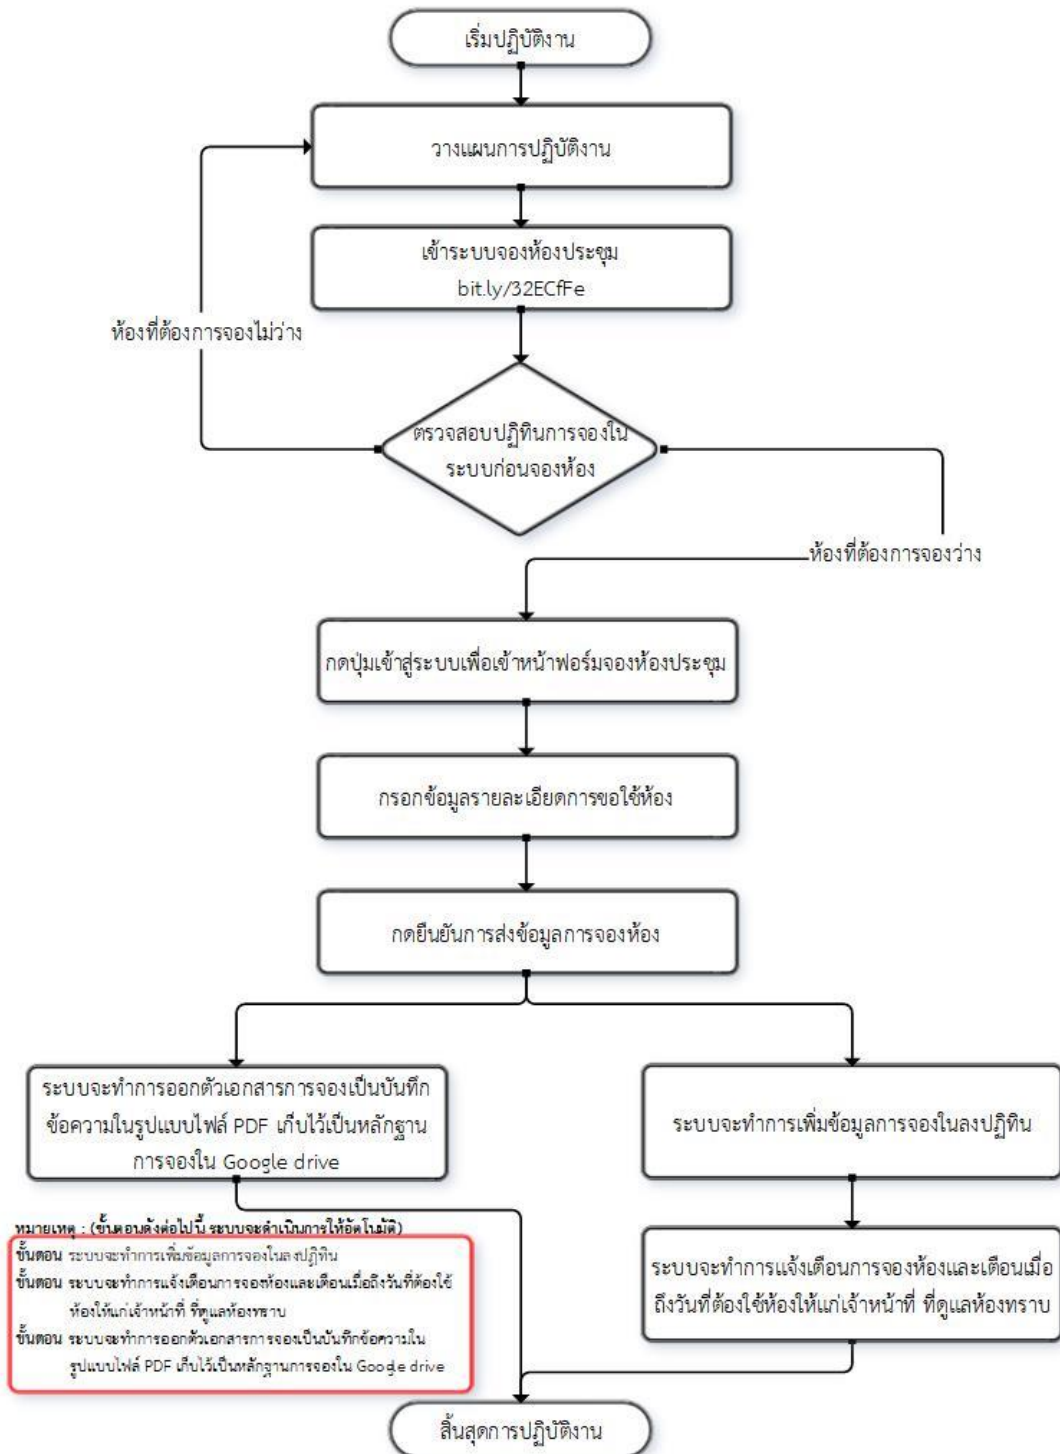 เริ่มปฏิบัติงาน
วางแผนการปฏิบัติงาน
เข้าระบบจองห้องประชุม
bit.ly/32ECfFe
ห้องที่ต้องการจองไม่ว่าง
ตรวจสอบปฏิทินการจองใน
ระบบก่อนจองห้อง
ห้องที่ต้องการจองว่าง
กดปุ่มเข้าสู่ระบบเพื่อเข้าหน้าฟอร์มจองห้องประชุม
กรอกข้อมูลรายละเอียดการขอใช้ห้อง
กดยืนยันการส่งข้อมูลการจองห้อง
ระบบจะทำการออกตัวเอกสารการจองเป็นบันทึก
ข้อความในรูปแบบไฟล์ PDF เก็บไว้เป็นหลักฐาน
การจองใน Google drive
ระบบจะทำการเพิ่มข้อมูลการจองในลงปฏิทิน
ระบบจะทำการแจ้งเตือนการจองห้องและเตือนเมื่อ
ถึงวันที่ต้องใช้ห้องให้แก่เจ้าหน้าที่ ที่ดูแลห้องทราบ
หมายเหตุ : (ขั้นตอนดังต่อไปนี้ ระบบจะดำเนินการให้อัตโนมัติ)
ขั้นตอน ระบบจะทำการเพิ่มข้อมูลการจองในลงปฏิทิน
ขั้นตอน ระบบจะทำการแจ้งเตือนการจองห้องและเตือนเมื่อถึงวันที่ต้องใช้
ห้องให้แก่เจ้าหน้าที่ ที่ดูแลห้องทราบ
ขั้นตอน ระบบจะทำการออกตัวเอกสารการจองเป็นบันทึกข้อความใน
รูปแบบไฟล์ PDF เก็บไว้เป็นหลักฐานการจองใน Google drive
สิ้นสุดการปฏิบัติงาน